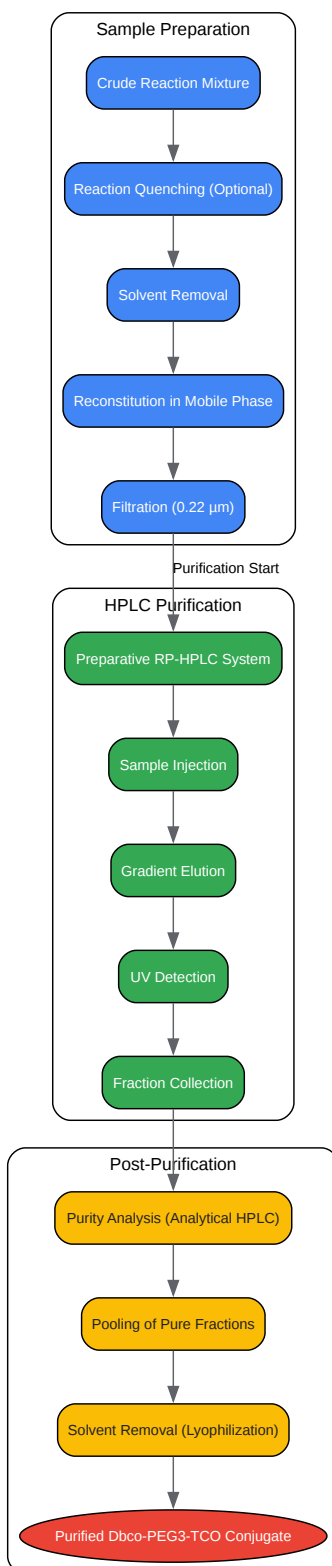 Sample Preparation
Crude Reaction Mixture
Reaction Quenching (Optional)
Solvent Removal
Reconstitution in Mobile Phase
Filtration (0.22 µm)
Purification Start
HPLC Purification
Preparative RP-HPLC System
Sample Injection
Gradient Elution
UV Detection
Fraction Collection
Post-Purification
Purity Analysis (Analytical HPLC)
Pooling of Pure Fractions
Solvent Removal (Lyophilization)
Purified Dbco-PEG3-TCO Conjugate